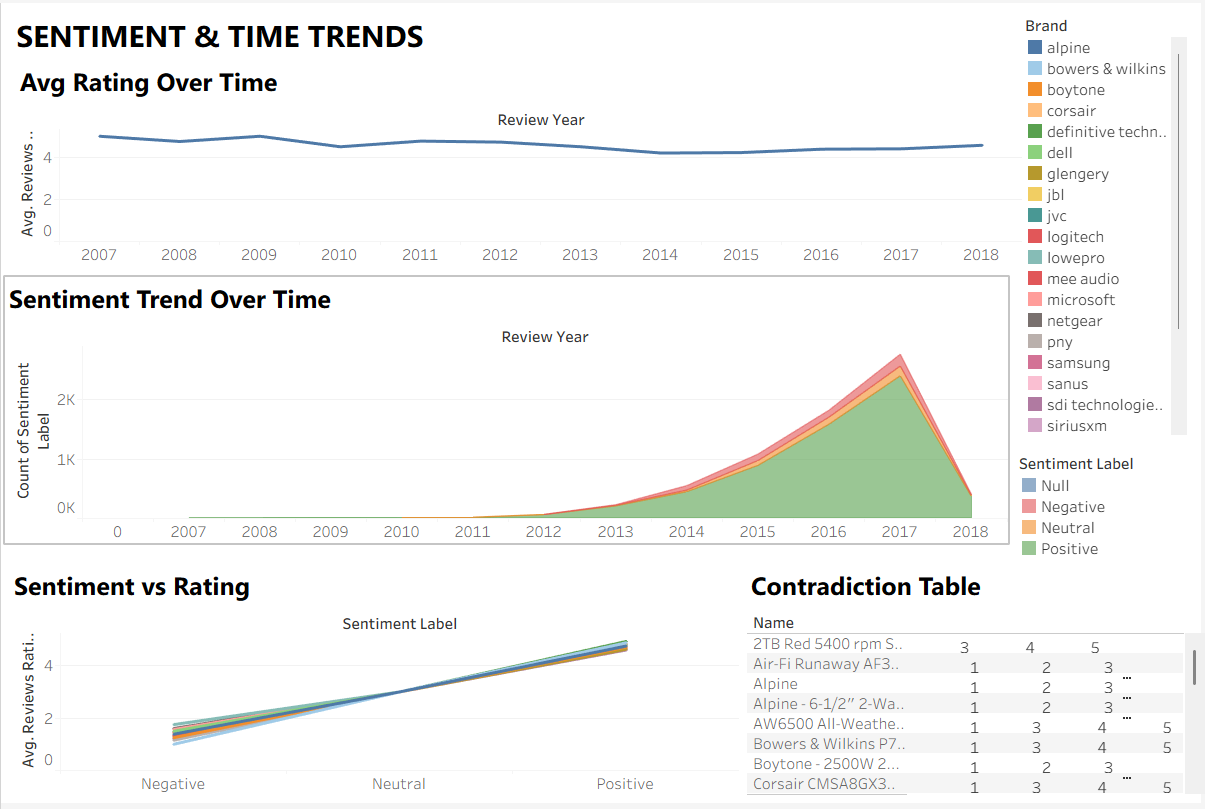 SENTIMENT & TIME TRENDS
Avg Rating Over Time
Review Year
Avg. Reviews ..
4
2
0
2007 2008 2009 2010 2011 2012 2013 2014 2015 2016 2017 2018
Sentiment Trend Over Time
Review Year
Count of Sentiment
Label
2K
1K
0K
0 2007 2008 2009 2010 2011 2012 2013 2014 2015 2016 2017 2018
Sentiment vs Rating
Sentiment Label
Avg. Reviews Rati..
4
2
0
Negative Neutral Positive
Brand
alpine
bowers & wilkins
boytone
corsair
definitive techn..
dell
glengery
jbl
jvc
logitech
lowepro
mee audio
microsoft
netgear
pny
samsung
sanus
sdi technologie..
siriusxm
Sentiment Label
Null
Negative
Neutral
Positive
Contradiction Table
Name
2TB Red 5400 rpm S.. 3 4 5
Air-Fi Runaway AF3.. 1 2 3 ...
Alpine 1 2 3 ...
Alpine - 6-1/2" 2-Wa.. 1 2 3 ...
AW6500 All-Weathe.. 1 3 4 5
Bowers & Wilkins P7.. 1 3 4 5
Boytone - 2500W 2... 1 2 3 ...
Corsair CMSA8GX3.. 1 3 4 5